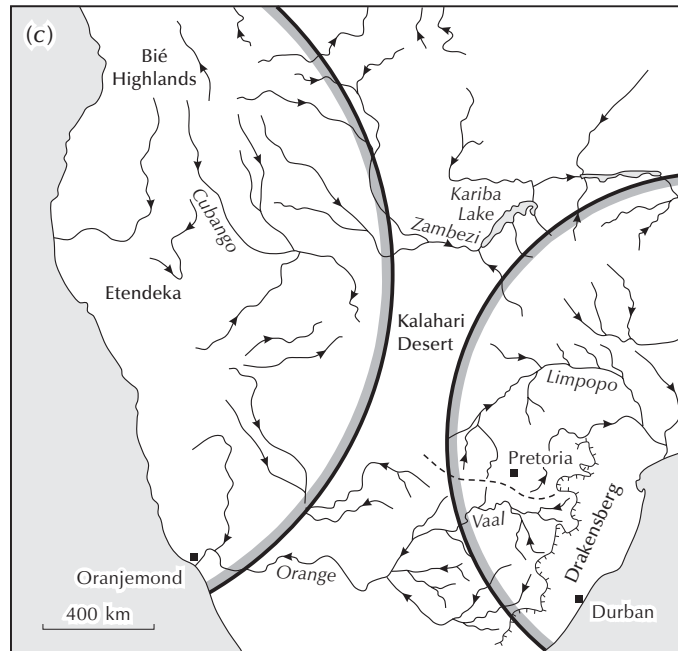 (c)
Bié
Highlands
Cubango
Kariba
Lake
Zambezi
Etendeka
Kalahari
Desert
Limpopo
Pretoria
Vaal
Drakensberg
Oranjemond
Orange
400 km
Durban